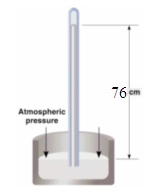 76 cm
Atmospheric
pressure